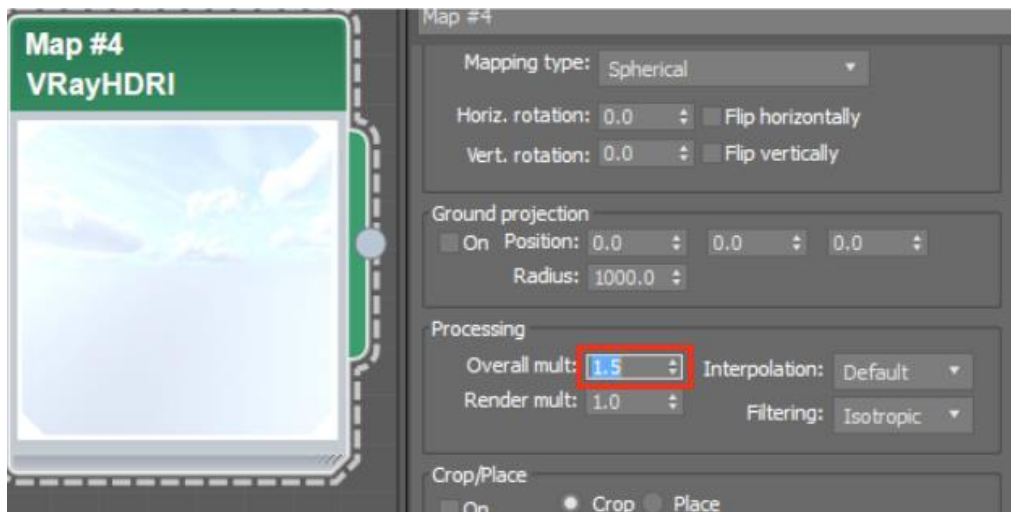 Map #4
VRayHDRI
Map #4
Mapping type: Spherical
Horiz. rotation: 0.0 Flip horizontally
Vert. rotation: 0.0 Flip vertically
Ground projection
On Position: 0.0 0.0 0.0
Radius: 1000.0
Processing
Overall mult: 1.5 Interpolation: Default
Render mult: 1.0 Filtering: Isotropic
Crop/Place
On Crop Place